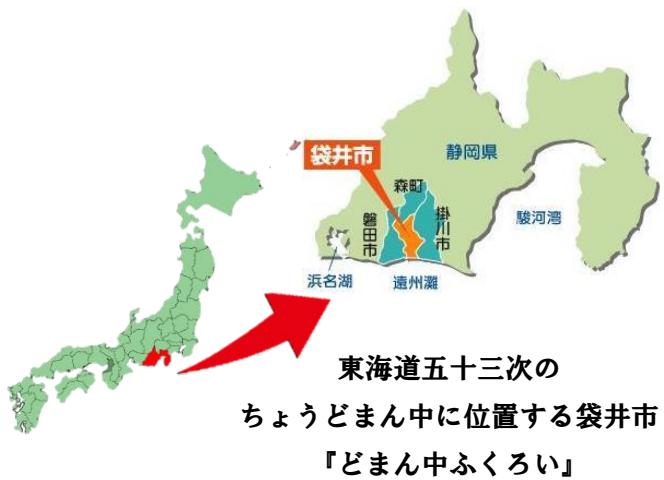 袋井市
静岡県
森町
磐田市
掛川市
駿河湾
浜名湖
遠州灘
東海道五十三次の
ちょうどまん中に位置する袋井市
『どまん中ふくろい』